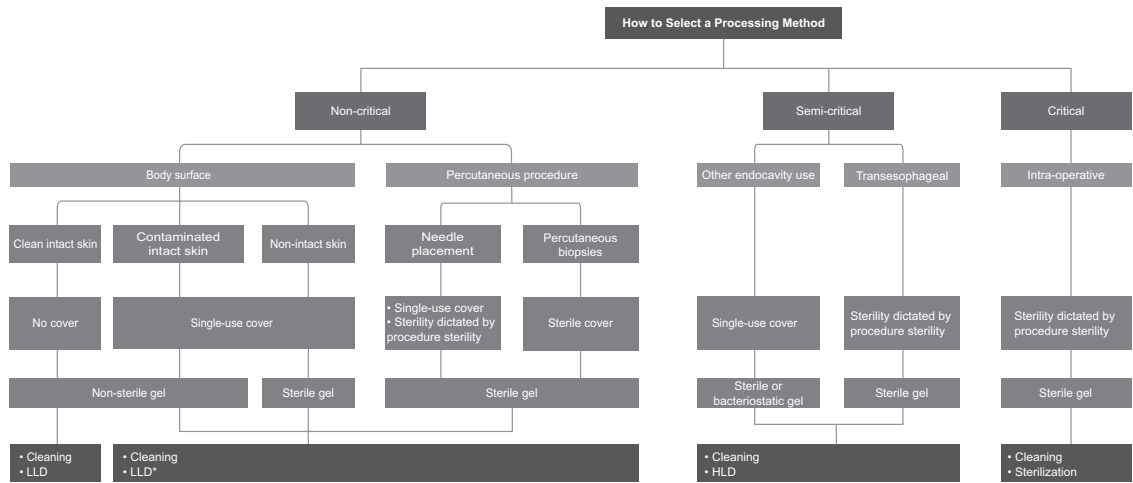 How to Select a Processing Method
Non-critical
Semi-critical
Critical
Body surface
Percutaneous procedure
Other endocavity use
Transesophageal
Intra-operative
Clean intact skin
Contaminated
intact skin
Non-intact skin
Needle
placement
Percutaneous
biopsies
No cover
Single-use cover
• Single-use cover
• Sterility dictated by
procedure sterility
Sterile cover
Single-use cover
Sterility dictated by
procedure sterility
Sterility dictated by
procedure sterility
Non-sterile gel
Sterile gel
Sterile gel
Sterile or
bacteriostatic gel
Sterile gel
Sterile gel
• Cleaning
• LLD
• Cleaning
• LLD*
• Cleaning
• HLD
• Cleaning
• Sterilization